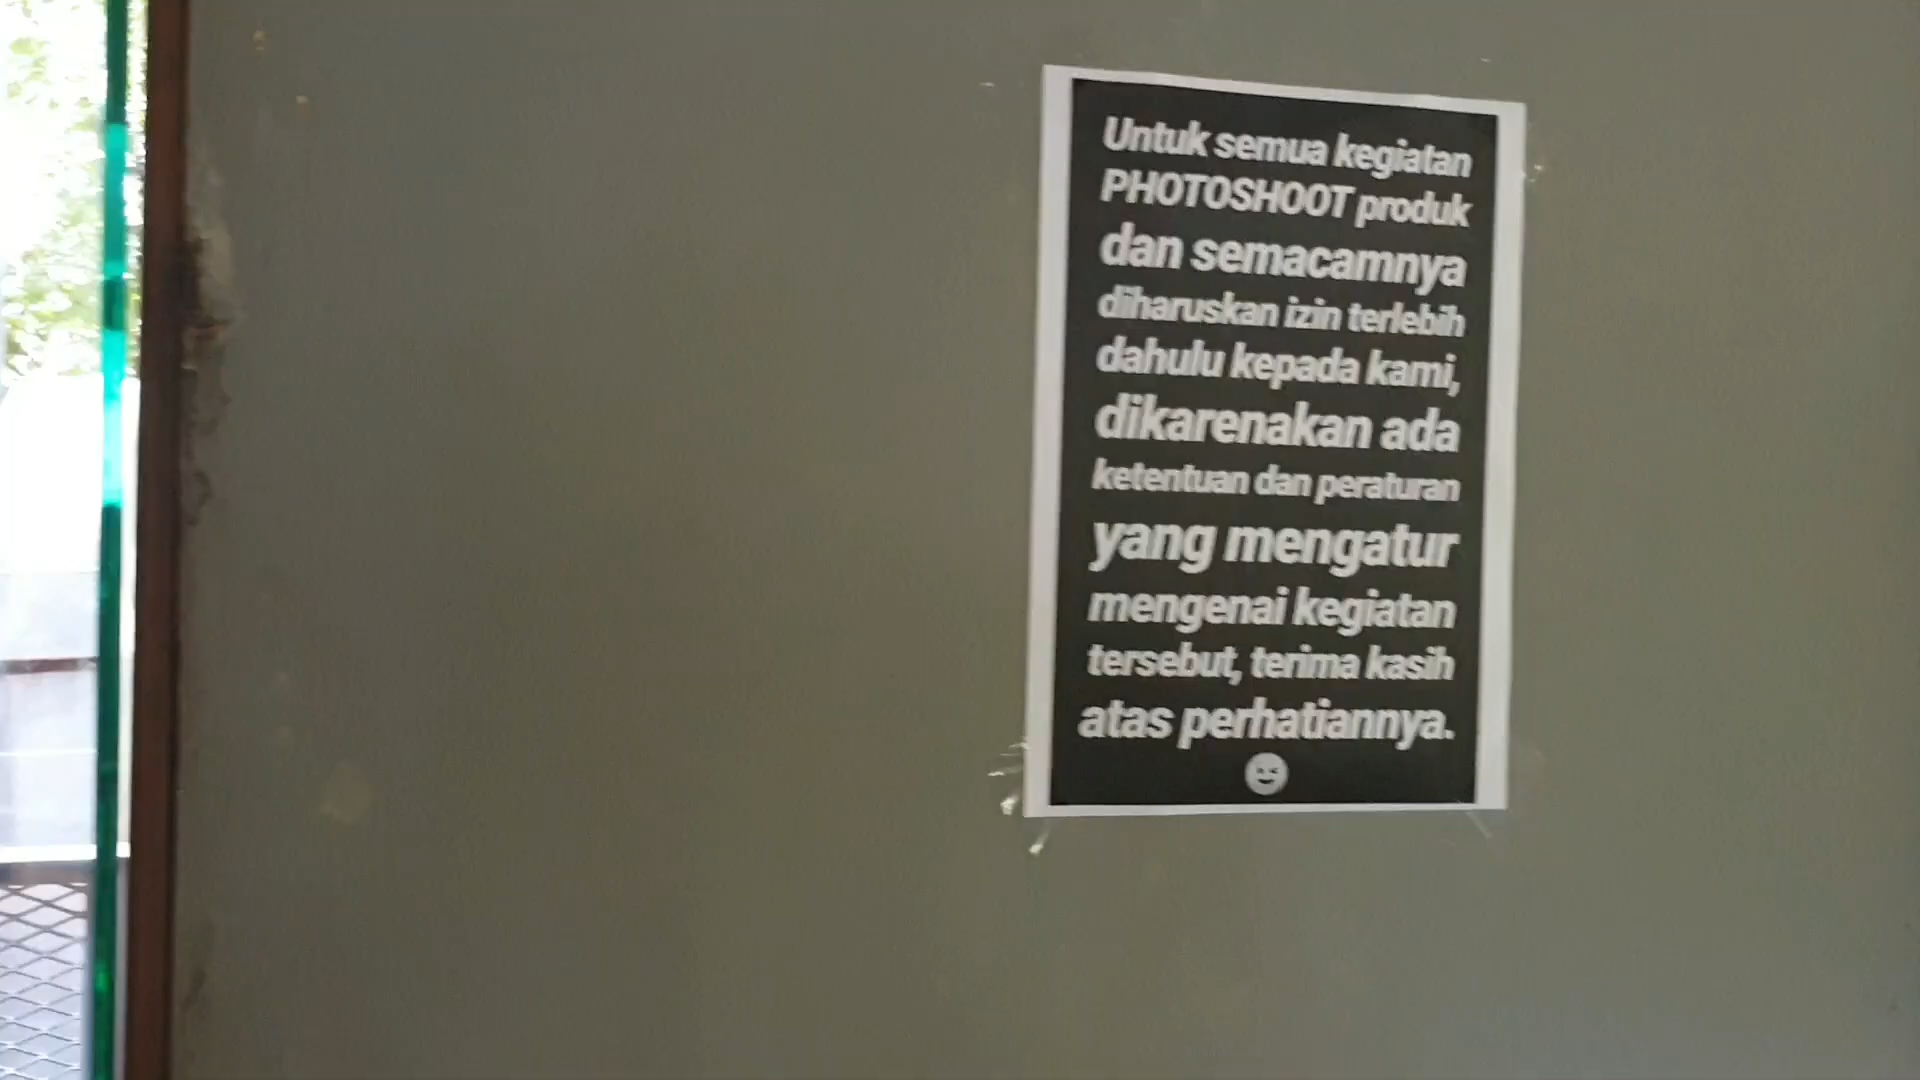 Untuk semua kegiatan
PHOTOSHOOT produk
dan semacamnya
diharuskan izin terlebih
dahulu kepada kami,
dikarenakan ada
ketentuan dan peraturan
yang mengatur
mengenai kegiatan
tersebut, terima kasih
atas perhatiannya.